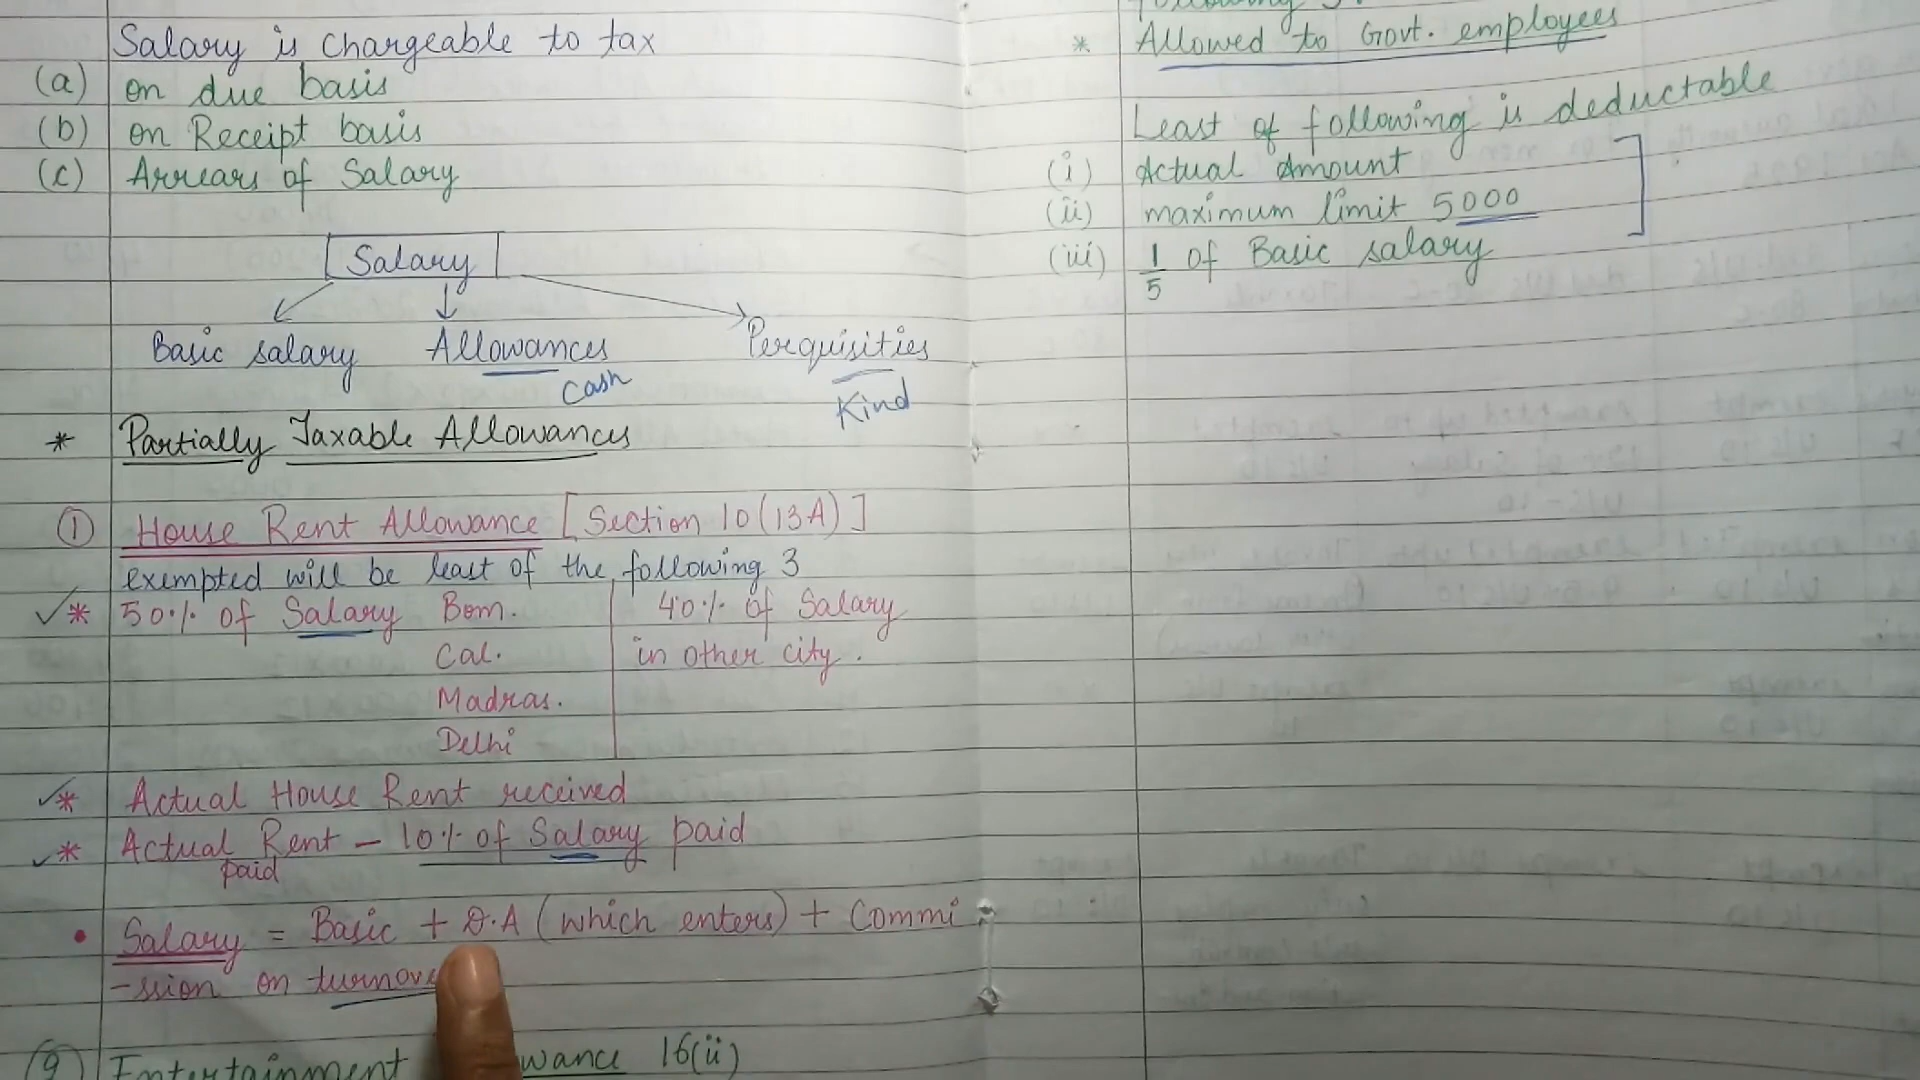 Salary is Chargeable to tax
(a) on due basis
(b) on Receipt basis
(c) Arrears of Salary
Salary
Basic salary Allowances Perquisities
Cash Kind
* Partially Taxable Allowances
① House Rent Allowance [Section 10(13A)]
exempted will be least of the following 3
✓* 50% of Salary Bom. 40% of Salary
Cal. in other city.
Madras.
Delhi
✓* Actual House Rent received
✓* Actual Rent – 10% of Salary paid
paid
• Salary = Basic + D.A (which enters) + Commi
-ssion on
Entertainment 16(ii)
* Allowed to Govt. employees
Least of following is deductable
(i) Actual Amount
(ii) maximum limit 5000
(iii) 1/5 of Basic salary